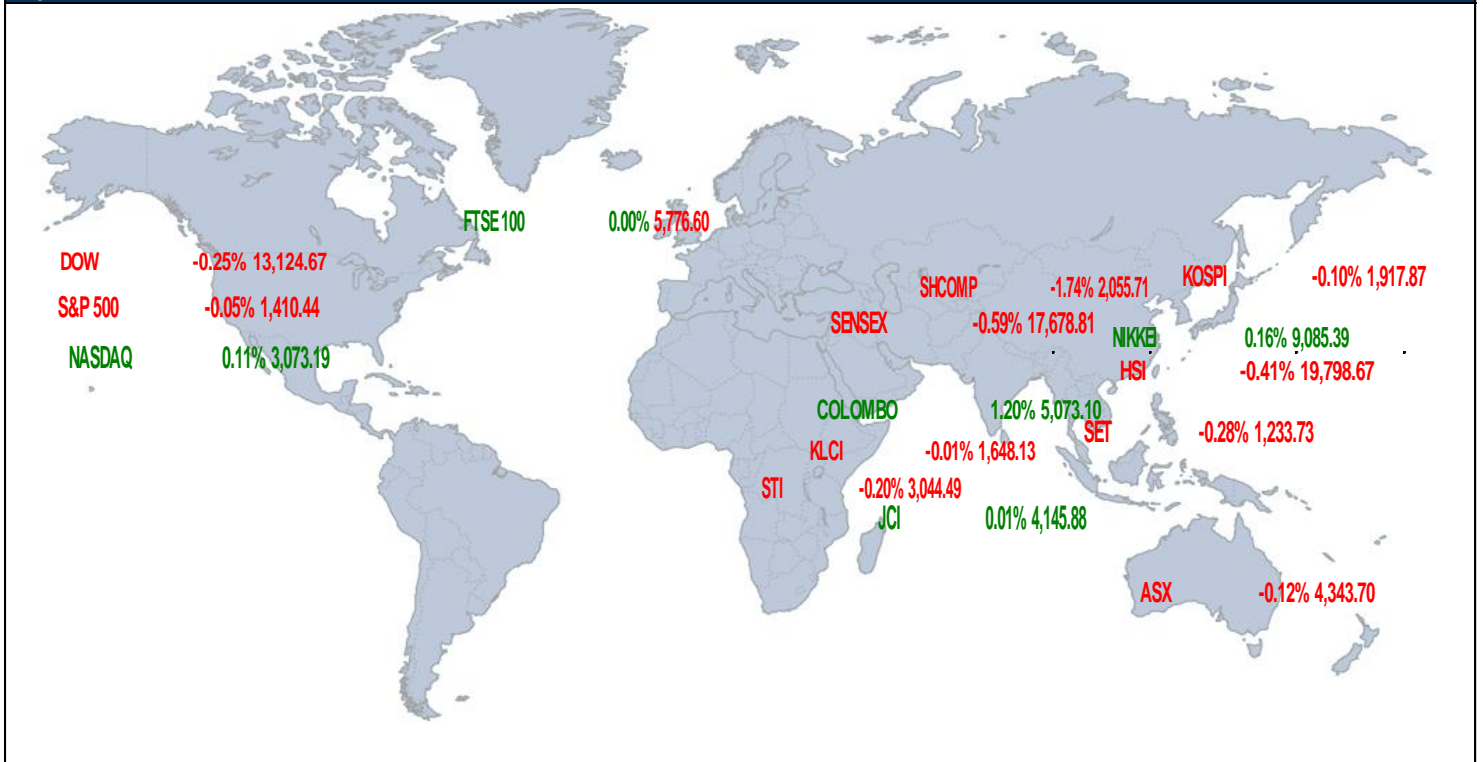 FTSE 100 0.00% 5,776.60
DOW -0.25% 13,124.67
KOSPI -0.10% 1,917.87
SHCOMP -1.74% 2,055.71
S&P 500 -0.05% 1,410.44
SENSEX -0.59% 17,678.81
NIKKEI 0.16% 9,085.39
NASDAQ 0.11% 3,073.19
HSI -0.41% 19,798.67
COLOMBO 1.20% 5,073.10
SET -0.28% 1,233.73
KLCI -0.01% 1,648.13
STI -0.20% 3,044.49
JCI 0.01% 4,145.88
ASX -0.12% 4,343.70